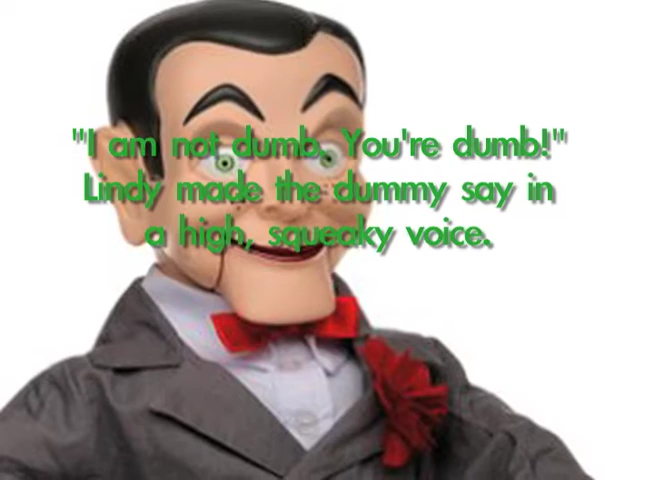 "I am not dumb. You're dumb!"
Lindy made the dummy say in
a high, squeaky voice.